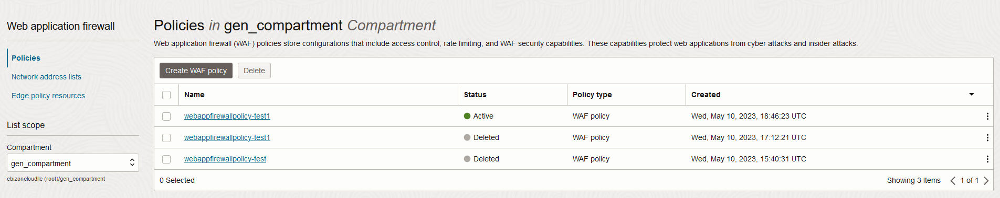 Web application firewall
Policies
Network address lists
Edge policy resources
List scope
Compartment
gen_compartment
ebizoncloudllc (root)/gen_compartment
Policies in gen_compartment Compartment
Web application firewall (WAF) policies store configurations that include access control, rate limiting, and WAF security capabilities. These capabilities protect web applications from cyber attacks and insider attacks.
Create WAF policy Delete
Name Status Policy type Created
webappfirewallpolicy-test1 Active WAF policy Wed, May 10, 2023, 18:46:23 UTC
webappfirewallpolicy-test1 Deleted WAF policy Wed, May 10, 2023, 17:12:21 UTC
webappfirewallpolicy-test Deleted WAF policy Wed, May 10, 2023, 15:40:31 UTC
0 Selected Showing 3 Items 1 of 1